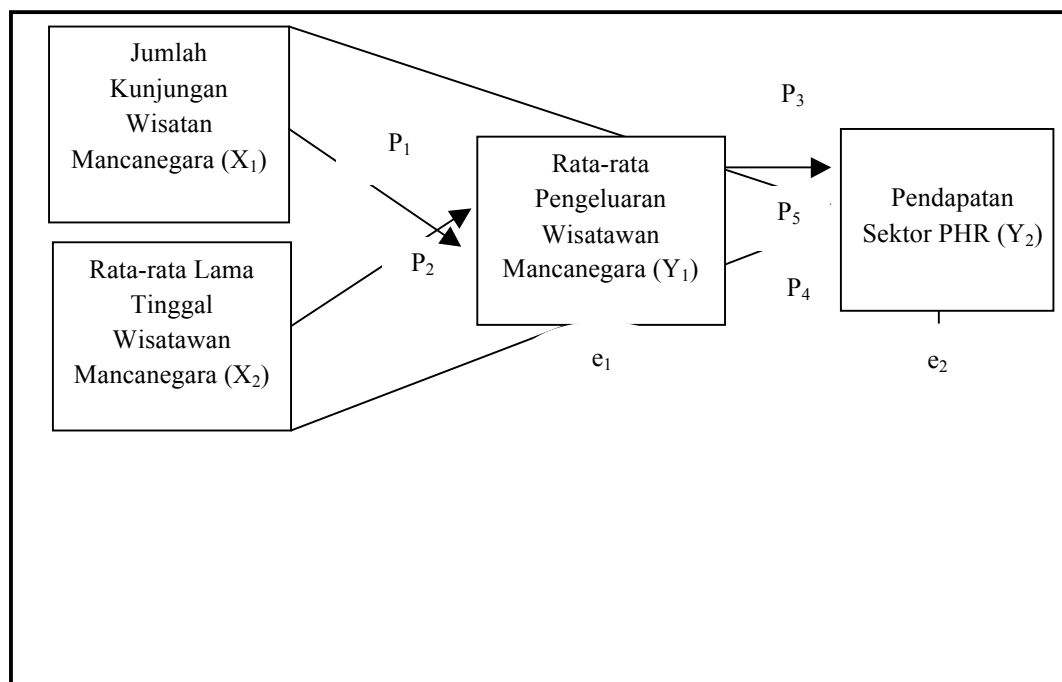 Jumlah
Kunjungan
Wisatan
Mancanegara (X₁)
Rata-rata Lama
Tinggal
Wisatawan
Mancanegara (X₂)
P₁
P₂
Rata-rata
Pengeluaran
Wisatawan
Mancanegara (Y₁)
e₁
P₃
P₅
P₄
Pendapatan
Sektor PHR (Y₂)
e₂